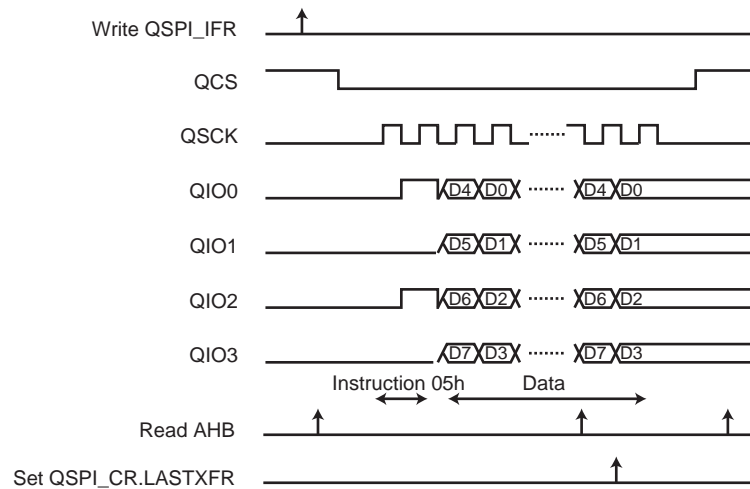 Write QSPI_IFR
QCS
QSCK
QIO0 D4 D0 D4 D0
QIO1 D5 D1 D5 D1
QIO2 D6 D2 D6 D2
QIO3 D7 D3 D7 D3
Instruction 05h Data
Read AHB
Set QSPI_CR.LASTXFR